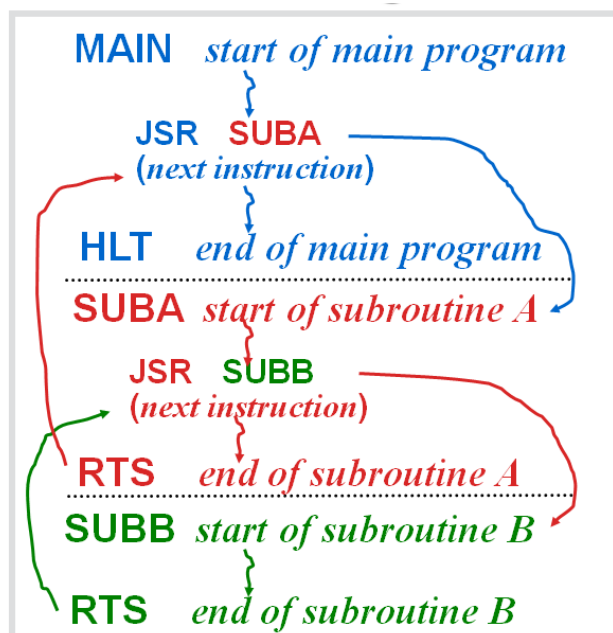 MAIN start of main program
JSR SUBA
(next instruction)
HLT end of main program
SUBA start of subroutine A
JSR SUBB
(next instruction)
RTS end of subroutine A
SUBB start of subroutine B
RTS end of subroutine B